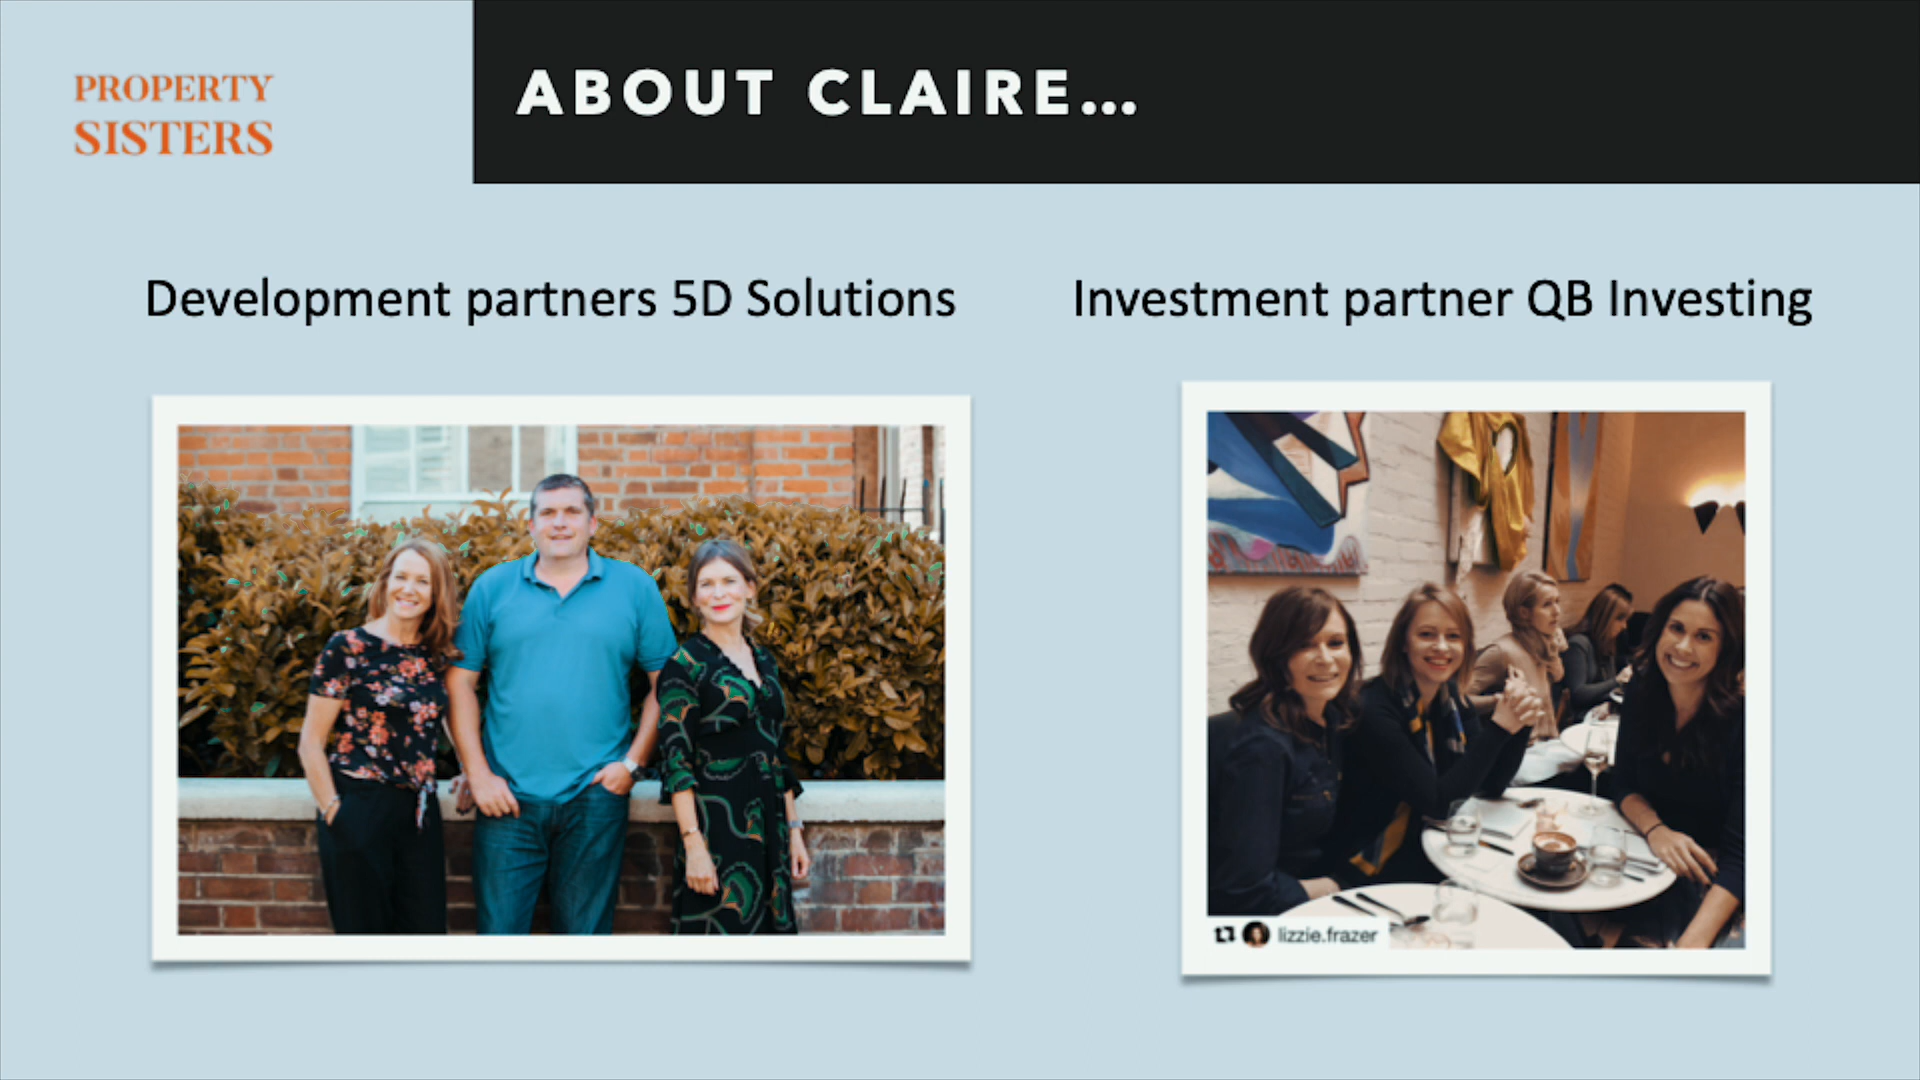 PROPERTY
SISTERS
ABOUT CLAIRE...
Development partners 5D Solutions
Investment partner QB Investing
lizzie.frazer